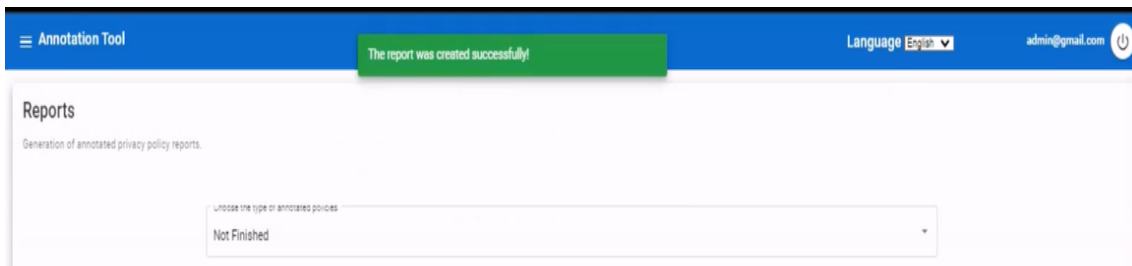 Annotation Tool
The report was created successfully!
Language English
admin@gmail.com
Reports
Generation of annotated privacy policy reports.
Choose the type of annotated policies
Not Finished